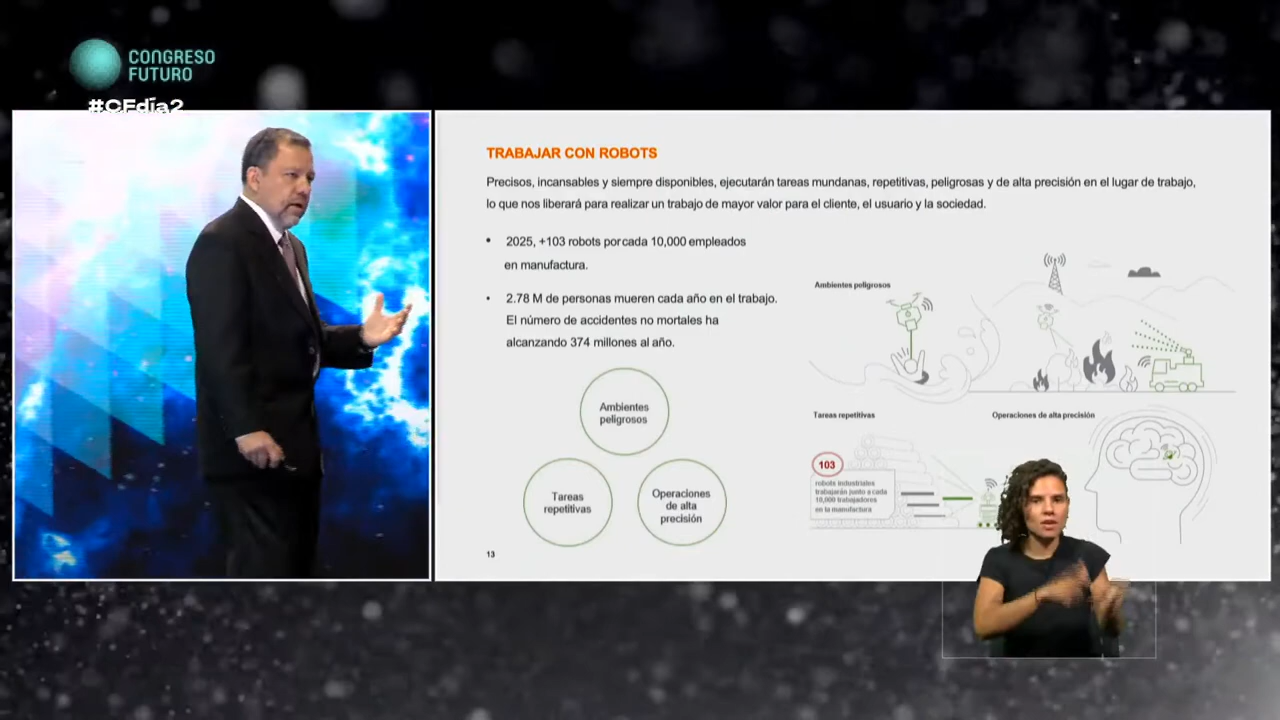 CONGRESO
FUTURO
#CFdía2
TRABAJAR CON ROBOTS
Precisos, incansables y siempre disponibles, ejecutarán tareas mundanas, repetitivas, peligrosas y de alta precisión en el lugar de trabajo,
lo que nos liberará para realizar un trabajo de mayor valor para el cliente, el usuario y la sociedad.
• 2025, +103 robots por cada 10,000 empleados
en manufactura.
• 2.78 M de personas mueren cada año en el trabajo.
El número de accidentes no mortales ha
alcanzando 374 millones al año.
Ambientes
peligrosos
Tareas
repetitivas
Operaciones
de alta
precisión
Ambientes peligrosos
Tareas repetitivas
Operaciones de alta precisión
103
robots industriales
trabajarán junto a cada
10,000 trabajadores
en la manufactura
13